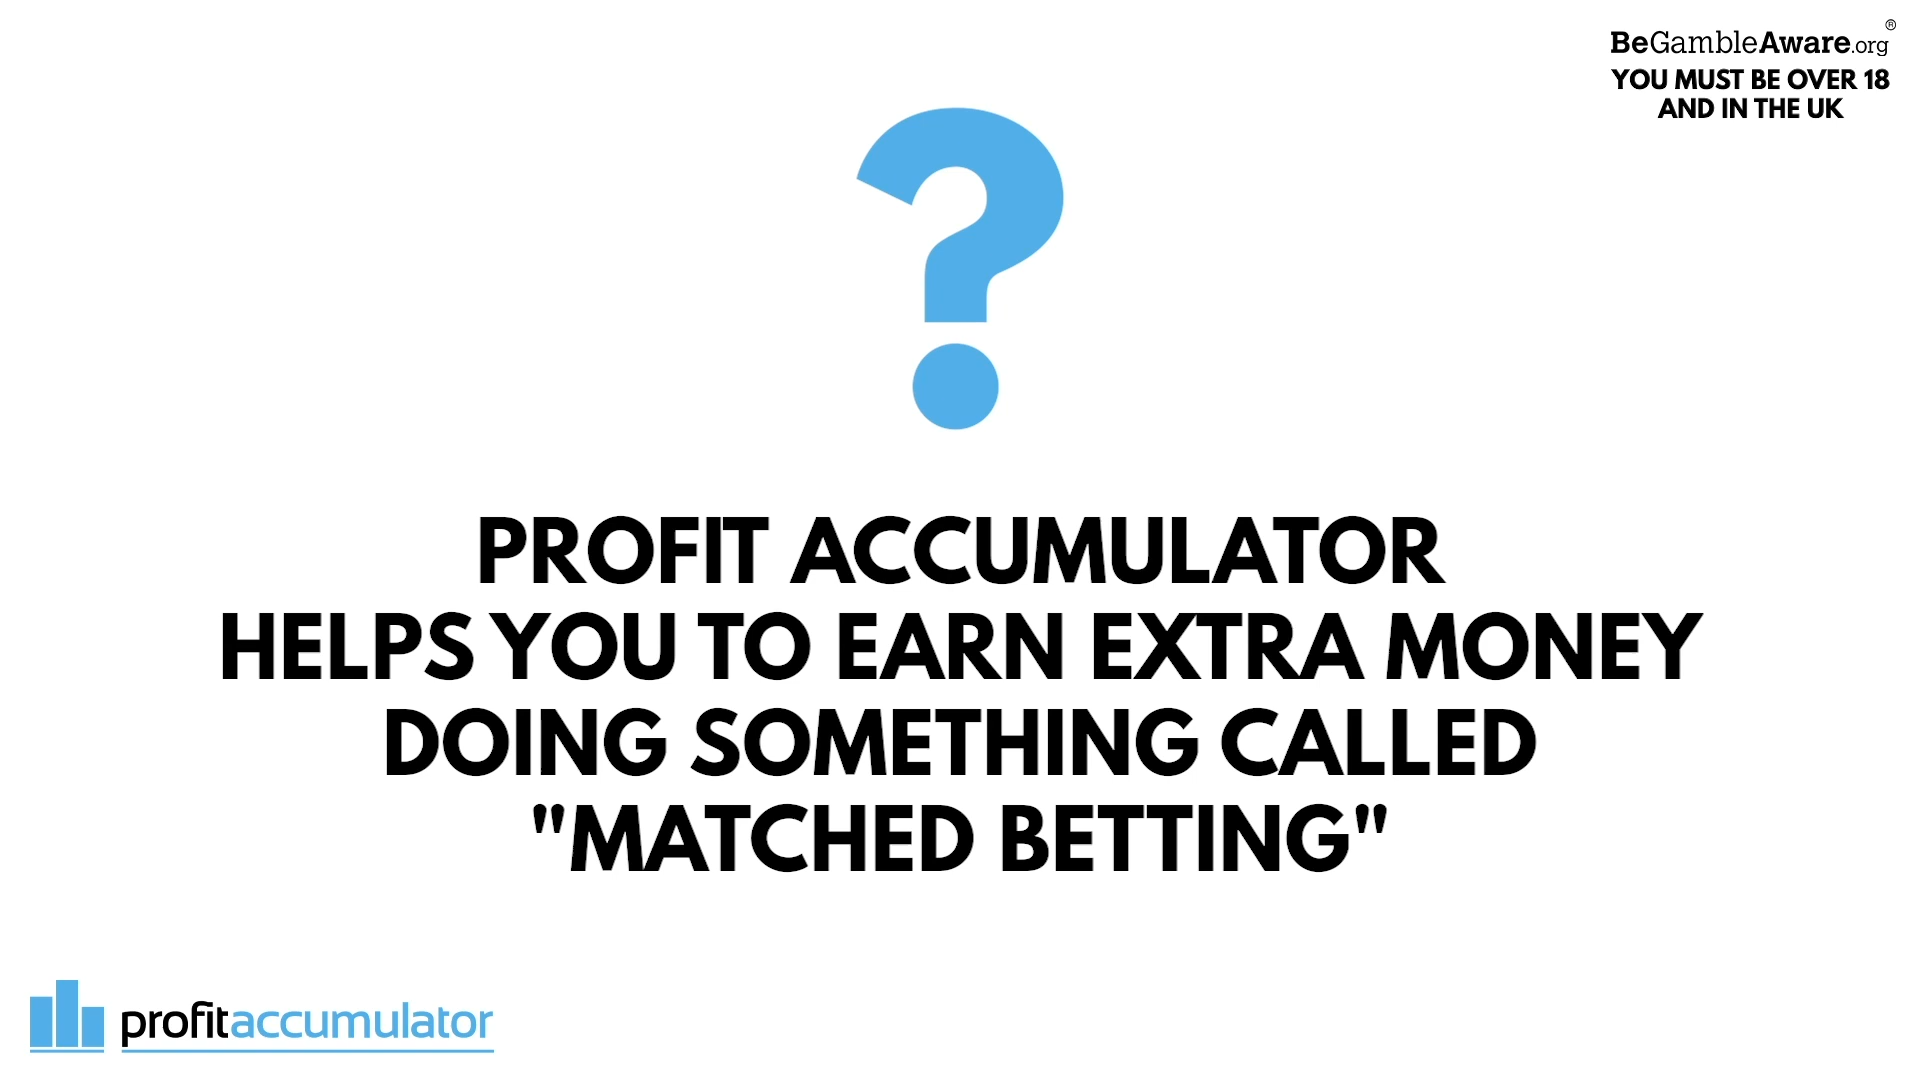 BeGambleAware.org®
YOU MUST BE OVER 18
AND IN THE UK
?
PROFIT ACCUMULATOR
HELPS YOU TO EARN EXTRA MONEY
DOING SOMETHING CALLED
"MATCHED BETTING"
profitaccumulator